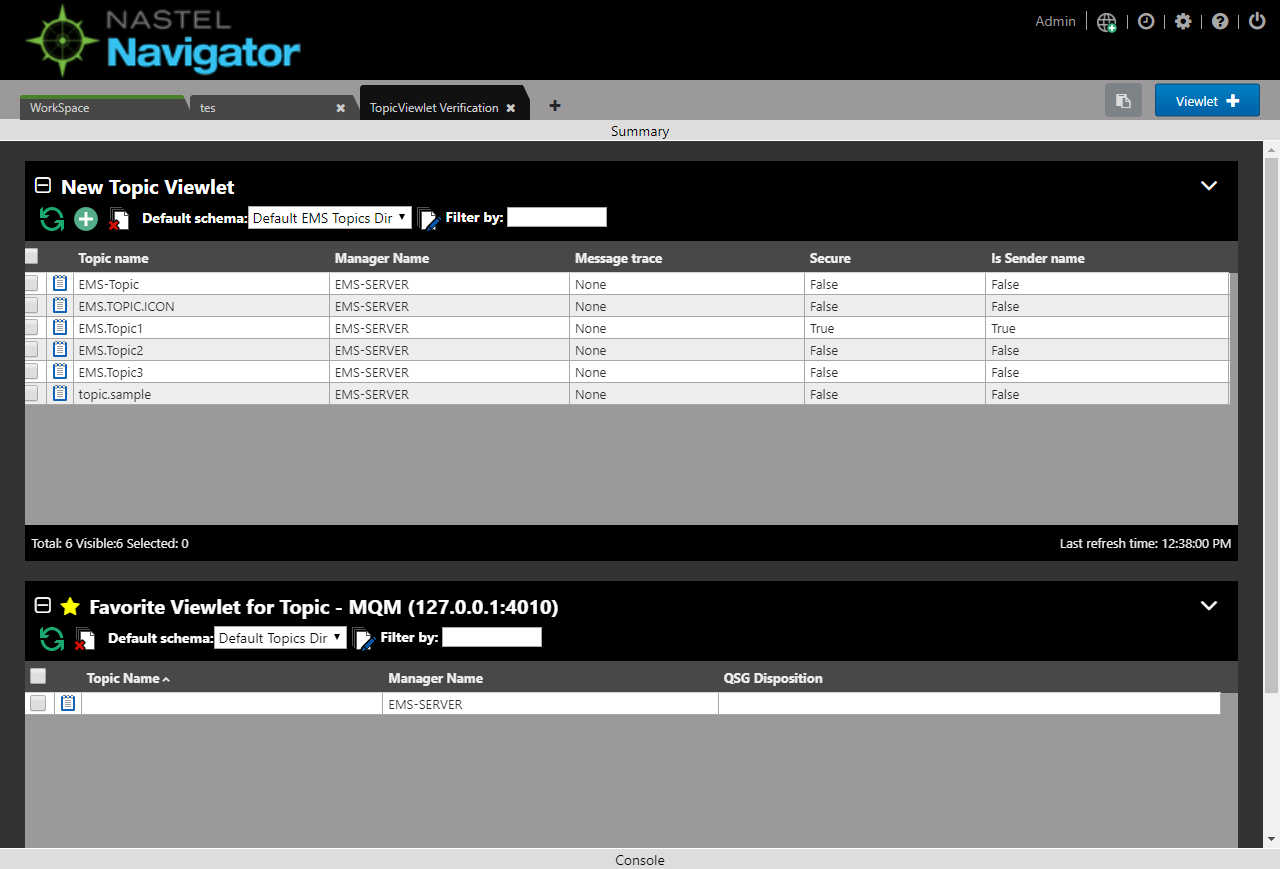 NASTEL
Navigator
Admin
WorkSpace
tes
TopicViewlet Verification
Viewlet
Summary
New Topic Viewlet
Default schema: Default EMS Topics Dir Filter by:
Topic name Manager Name Message trace Secure Is Sender name
EMS-Topic EMS-SERVER None False False
EMS.TOPIC.ICON EMS-SERVER None False False
EMS.Topic1 EMS-SERVER None True True
EMS.Topic2 EMS-SERVER None False False
EMS.Topic3 EMS-SERVER None False False
topic.sample EMS-SERVER None False False
Total: 6 Visible:6 Selected: 0
Last refresh time: 12:38:00 PM
Favorite Viewlet for Topic - MQM (127.0.0.1:4010)
Default schema: Default Topics Dir Filter by:
Topic Name Manager Name QSG Disposition
EMS-SERVER
Console